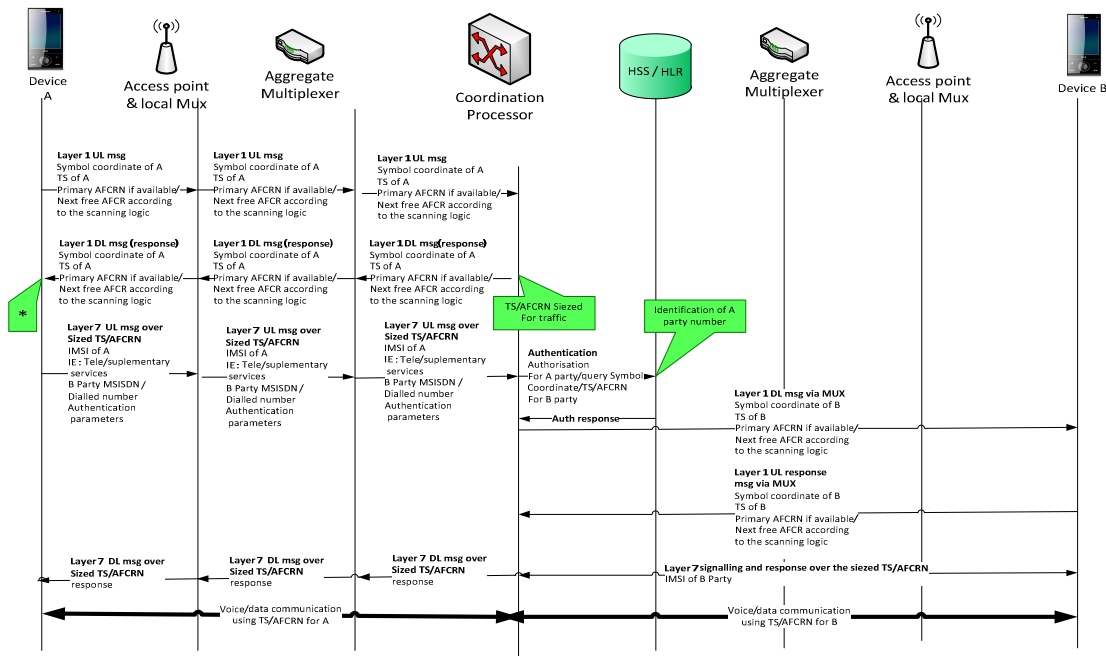 Device
A
Access point
& local Mux
Aggregate
Multiplexer
Coordination
Processor
HSS / HLR
Aggregate
Multiplexer
Access point
& local Mux
Device B
Layer 1 UL msg
Symbol coordinate of A
TS of A
Primary AFCRN if available/
Next free AFCR according
to the scanning logic
Layer 1 UL msg
Symbol coordinate of A
TS of A
Primary AFCRN if available/
Next free AFCR according
to the scanning logic
Layer 1 UL msg
Symbol coordinate of A
TS of A
Primary AFCRN if available/
Next free AFCR according
to the scanning logic
Layer 1 DL msg (response)
Symbol coordinate of A
TS of A
Primary AFCRN if available/
Next free AFCR according
to the scanning logic
Layer 1 DL msg (response)
Symbol coordinate of A
TS of A
Primary AFCRN if available/
Next free AFCR according
to the scanning logic
Layer 1 DL msg (response)
Symbol coordinate of A
TS of A
Primary AFCRN if available/
Next free AFCR according
to the scanning logic
*
TS/AFCRN Siezed
For traffic
Identification of A
party number
Layer 7 UL msg over
Sized TS/AFCRN
IMSI of A
IE: Tele/suplementary
services
B Party MSISDN /
Dialled number
Authentication
parameters
Layer 7 UL msg over
Sized TS/AFCRN
IMSI of A
IE: Tele/suplementary
services
B Party MSISDN /
Dialled number
Authentication
parameters
Layer 7 UL msg over
Sized TS/AFCRN
IMSI of A
IE: Tele/suplementary
services
B Party MSISDN /
Dialled number
Authentication
parameters
Authentication
Authorisation
For A party/query Symbol
Coordinate/TS/AFCRN
For B party
Auth response
Layer 1 DL msg via MUX
Symbol coordinate of B
TS of B
Primary AFCRN if available/
Next free AFCR according
to the scanning logic
Layer 1 UL response
msg via MUX
Symbol coordinate of B
TS of B
Primary AFCRN if available/
Next free AFCR according
to the scanning logic
Layer 7 DL msg over
Sized TS/AFCRN
response
Layer 7 DL msg over
Sized TS/AFCRN
response
Layer 7 DL msg over
Sized TS/AFCRN
response
Layer 7 signalling and response over the siezed TS/AFCRN
IMSI of B Party
Voice/data communication
using TS/AFCRN for A
Voice/data communication
using TS/AFCRN for B